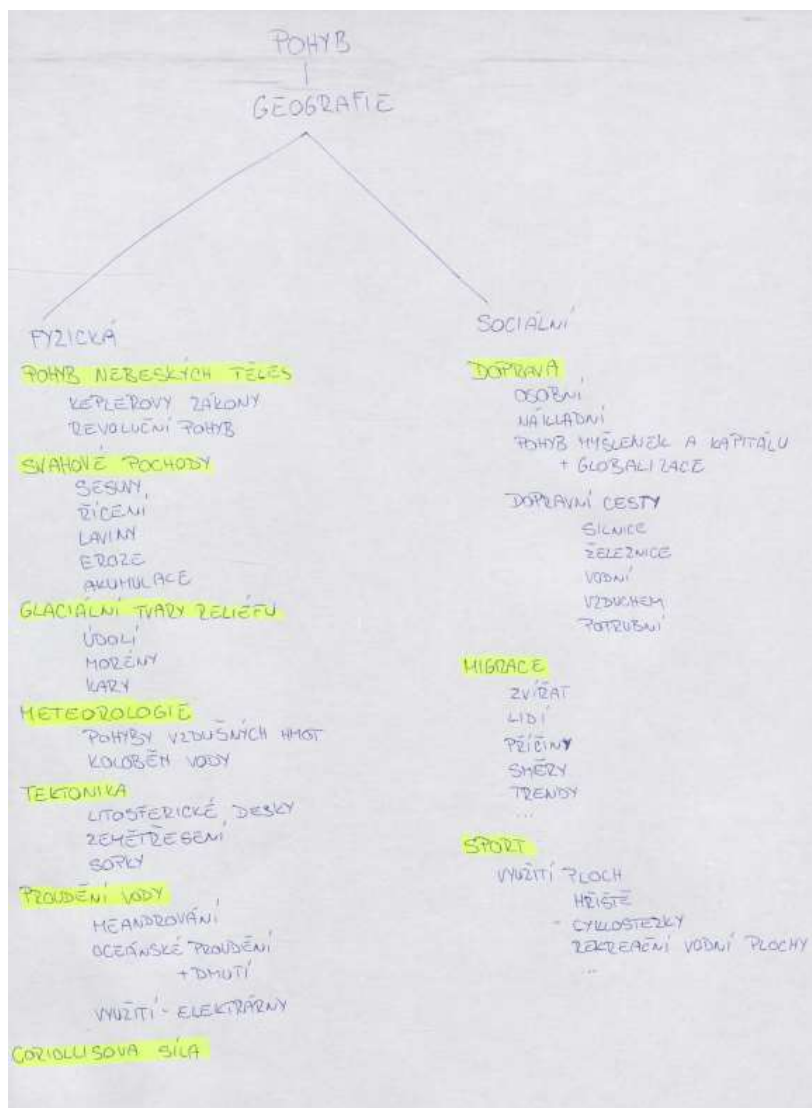 POHYB
GEOGRAFIE
FYZICKÁ
POHYB NEBESKÝCH TĚLES
KEPLEROVY ZÁKONY
REVOLUČNÍ POHYB
SVAHOVÉ POCHODY
SESUVY
ŘÍCENÍ
LAVINY
EROZE
AKUMULACE
GLACIÁLNÍ TVARY RELIÉFU
ÚDOLÍ
MORÉNY
KARY
METEOROLOGIE
POHYBY VZDUŠNÝCH HMOT
KOLOBĚH VODY
TEKTONIKA
LITOSFERICKÉ DESKY
ZEMĚTŘESENÍ
SOPKY
PROUDĚNÍ VODY
MEANDROVÁNÍ
OCEÁNSKÉ PROUDĚNÍ
+ DMUTÍ
VYUŽITÍ - ELEKTRÁRNY
CORIOLLISOVA SÍLA
SOCIÁLNÍ
DOPRAVA
OSOBNÍ
NÁKLADNÍ
POHYB MYŠLENEK A KAPITÁLU
+ GLOBALIZACE
DOPRAVNÍ CESTY
SILNICE
ŽELEZNICE
VODNÍ
VZDUCHEM
POTRUBNÍ
MIGRACE
ZVÍŘAT
LIDÍ
PŘÍČINY
SMĚRY
TRENDY
...
SPORT
VYUŽITÍ PLOCH
HŘIŠTĚ
- CYKLOSTEZKY
REKREAČNÍ VODNÍ PLOCHY
...